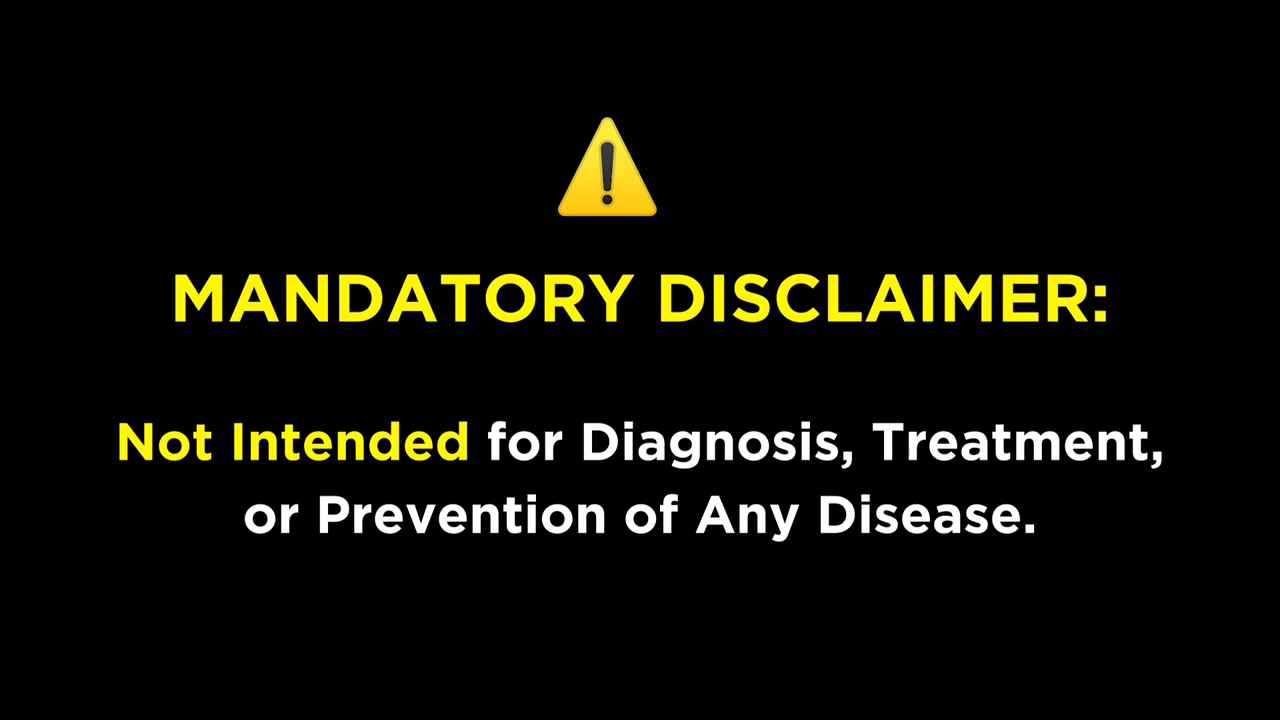 MANDATORY DISCLAIMER:
Not Intended for Diagnosis, Treatment,
or Prevention of Any Disease.